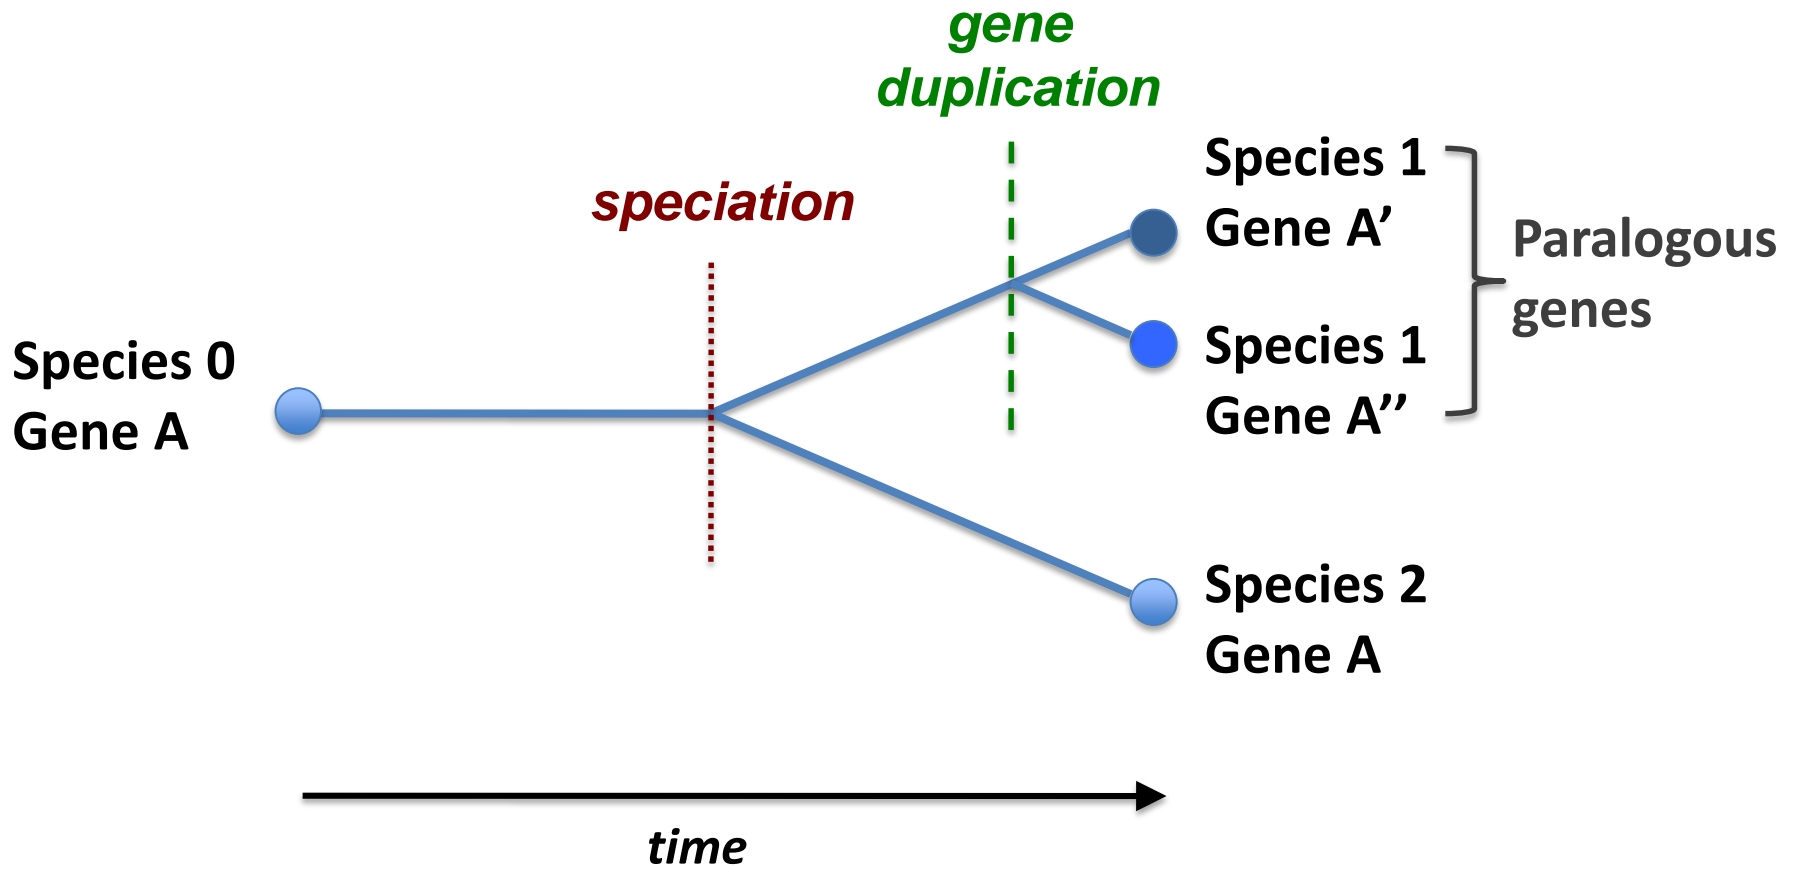 gene
duplication
speciation
Species 1
Gene A’
Paralogous
genes
Species 1
Gene A’’
Species 0
Gene A
Species 2
Gene A
time